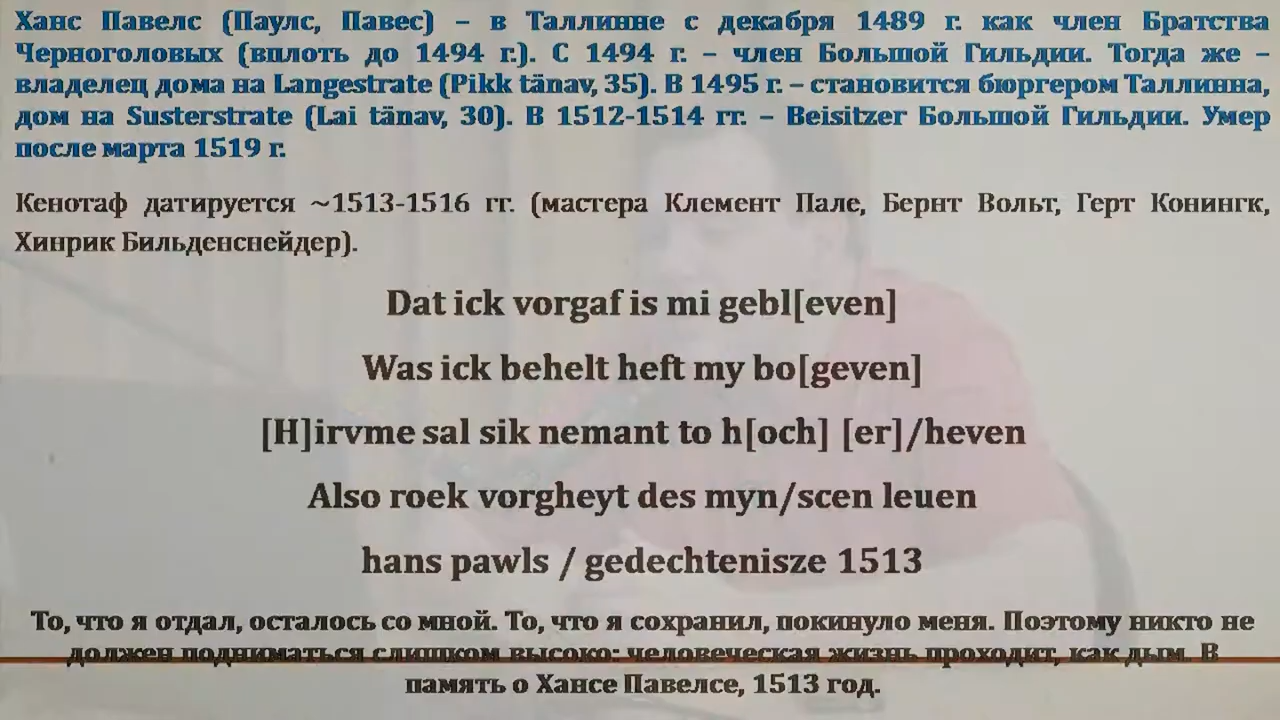 Ханс Павелс (Паулс, Павес) – в Таллинне с декабря 1489 г. как член Братства
Черноголовых (вплоть до 1494 г.). С 1494 г. – член Большой Гильдии. Тогда же –
владелец дома на Langestrate (Pikk tänav, 35). В 1495 г. – становится бюргером Таллинна,
дом на Susterstrate (Lai tänav, 30). В 1512-1514 гг. – Beisitzer Большой Гильдии. Умер
после марта 1519 г.
Кенотаф датируется ~1513-1516 гг. (мастера Клемент Пале, Бернт Вольт, Герт Конингк,
Хинрик Бильденснейдер).
Dat ick vorgaf is mi gebl[even]
Was ick behelt heft my bo[geven]
[H]irvme sal sik nemant to h[och] [er]/heven
Also roek vorgheyt des myn/scen leuen
hans pawls / gedechtenisze 1513
То, что я отдал, осталось со мной. То, что я сохранил, покинуло меня. Поэтому никто не
должен подниматься слишком высоко: человеческая жизнь проходит, как дым. В
память о Хансе Павелсе, 1513 год.